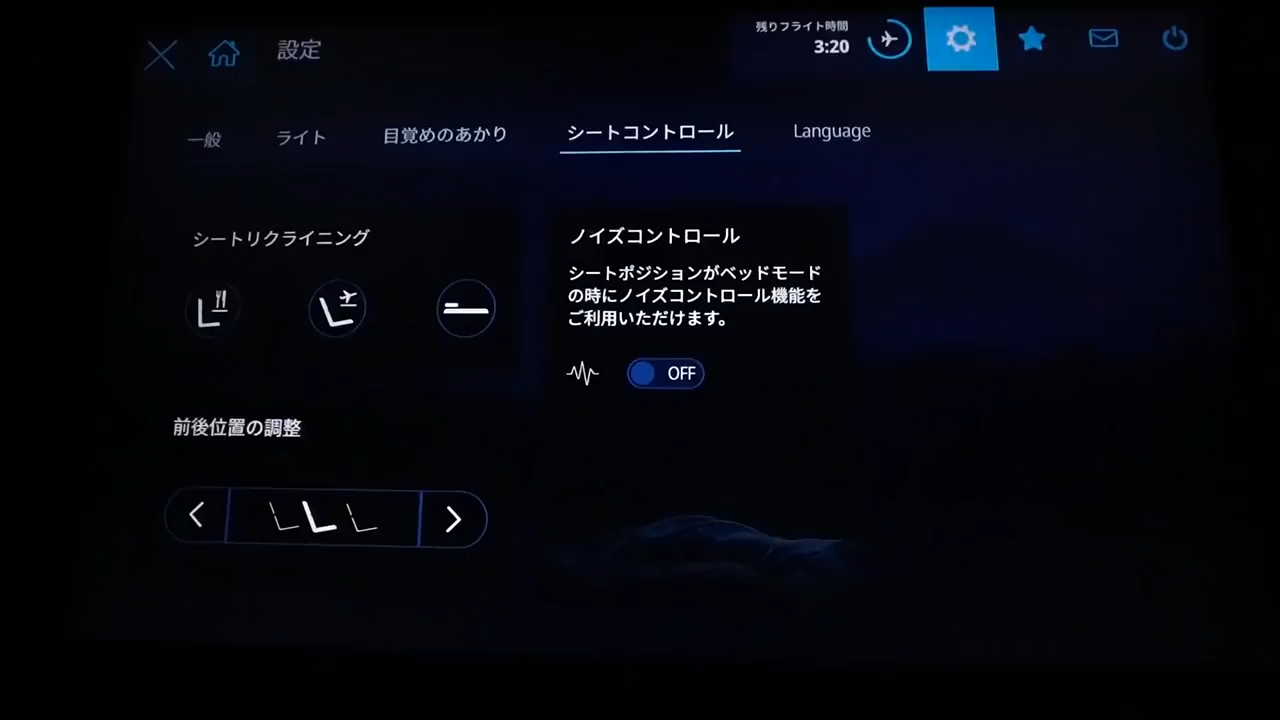 設定
残りフライト時間
3:20
一般
ライト
目覚めのあかり
シートコントロール
Language
シートリクライニング
ノイズコントロール
シートポジションがベッドモード
の時にノイズコントロール機能を
ご利用いただけます。
OFF
前後位置の調整